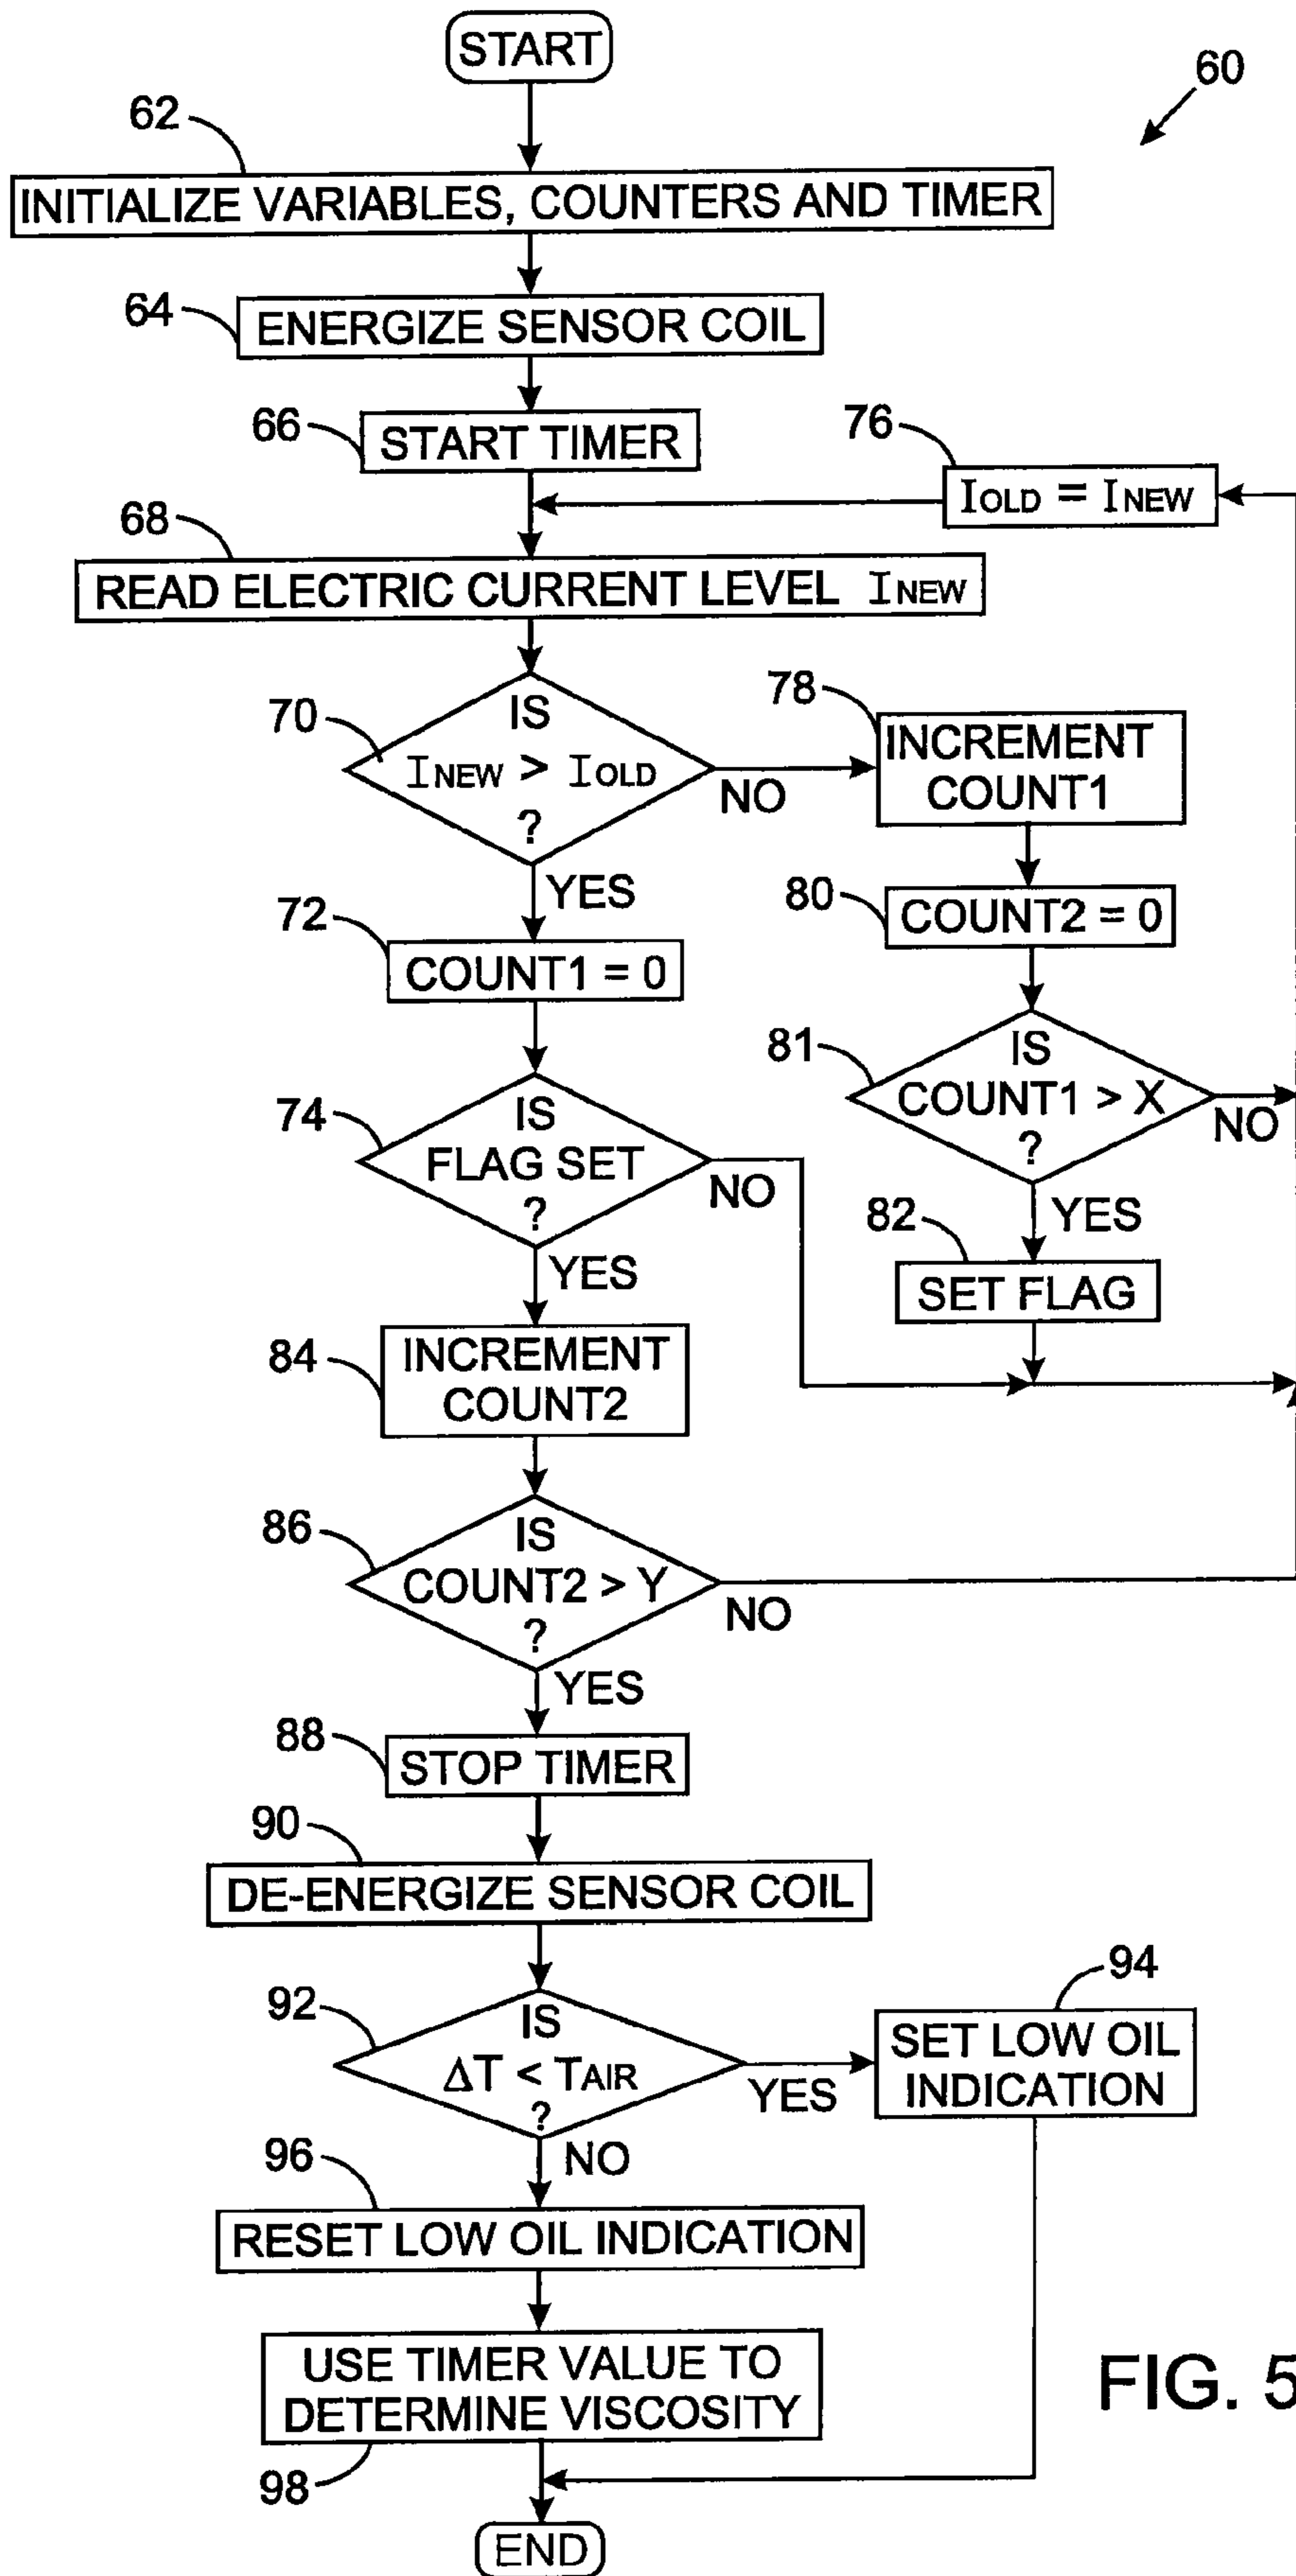 START
60
62
INITIALIZE VARIABLES, COUNTERS AND TIMER
64
ENERGIZE SENSOR COIL
66
START TIMER
76
IOLD = INEW
68
READ ELECTRIC CURRENT LEVEL INEW
70
IS
INEW > IOLD
?
NO
YES
78
INCREMENT
COUNT1
72
COUNT1 = 0
80
COUNT2 = 0
81
IS
COUNT1 > X
?
NO
YES
74
IS
FLAG SET
?
NO
YES
82
SET FLAG
84
INCREMENT
COUNT2
86
IS
COUNT2 > Y
?
NO
YES
88
STOP TIMER
90
DE-ENERGIZE SENSOR COIL
92
IS
ΔT < TAIR
?
YES
NO
94
SET LOW OIL
INDICATION
96
RESET LOW OIL INDICATION
USE TIMER VALUE TO
DETERMINE VISCOSITY
98
END
FIG. 5